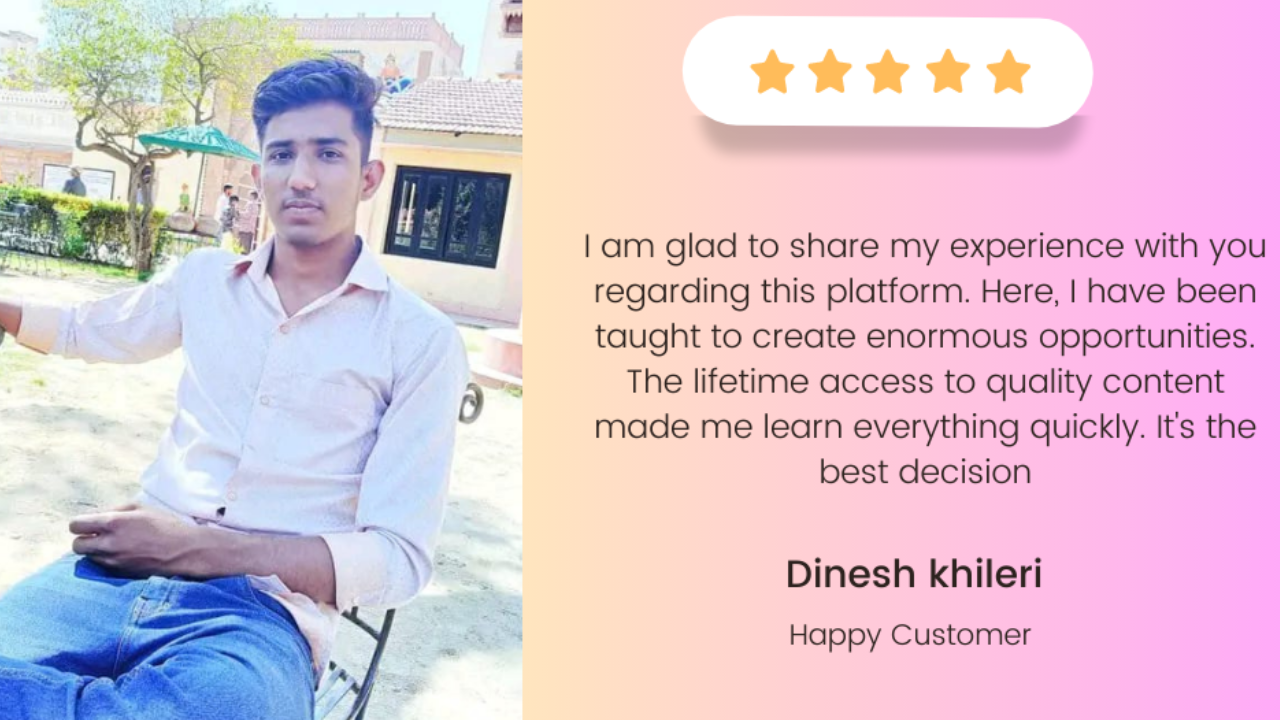 I am glad to share my experience with you
regarding this platform. Here, I have been
taught to create enormous opportunities.
The lifetime access to quality content
made me learn everything quickly. It's the
best decision
Dinesh khileri
Happy Customer